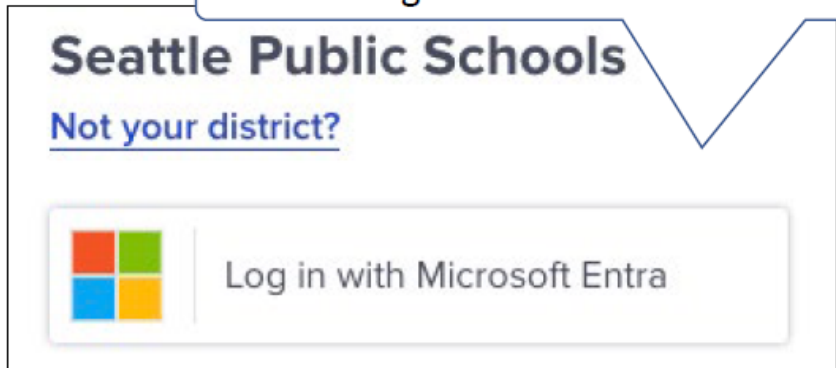 Seattle Public Schools
Not your district?
Log in with Microsoft Entra